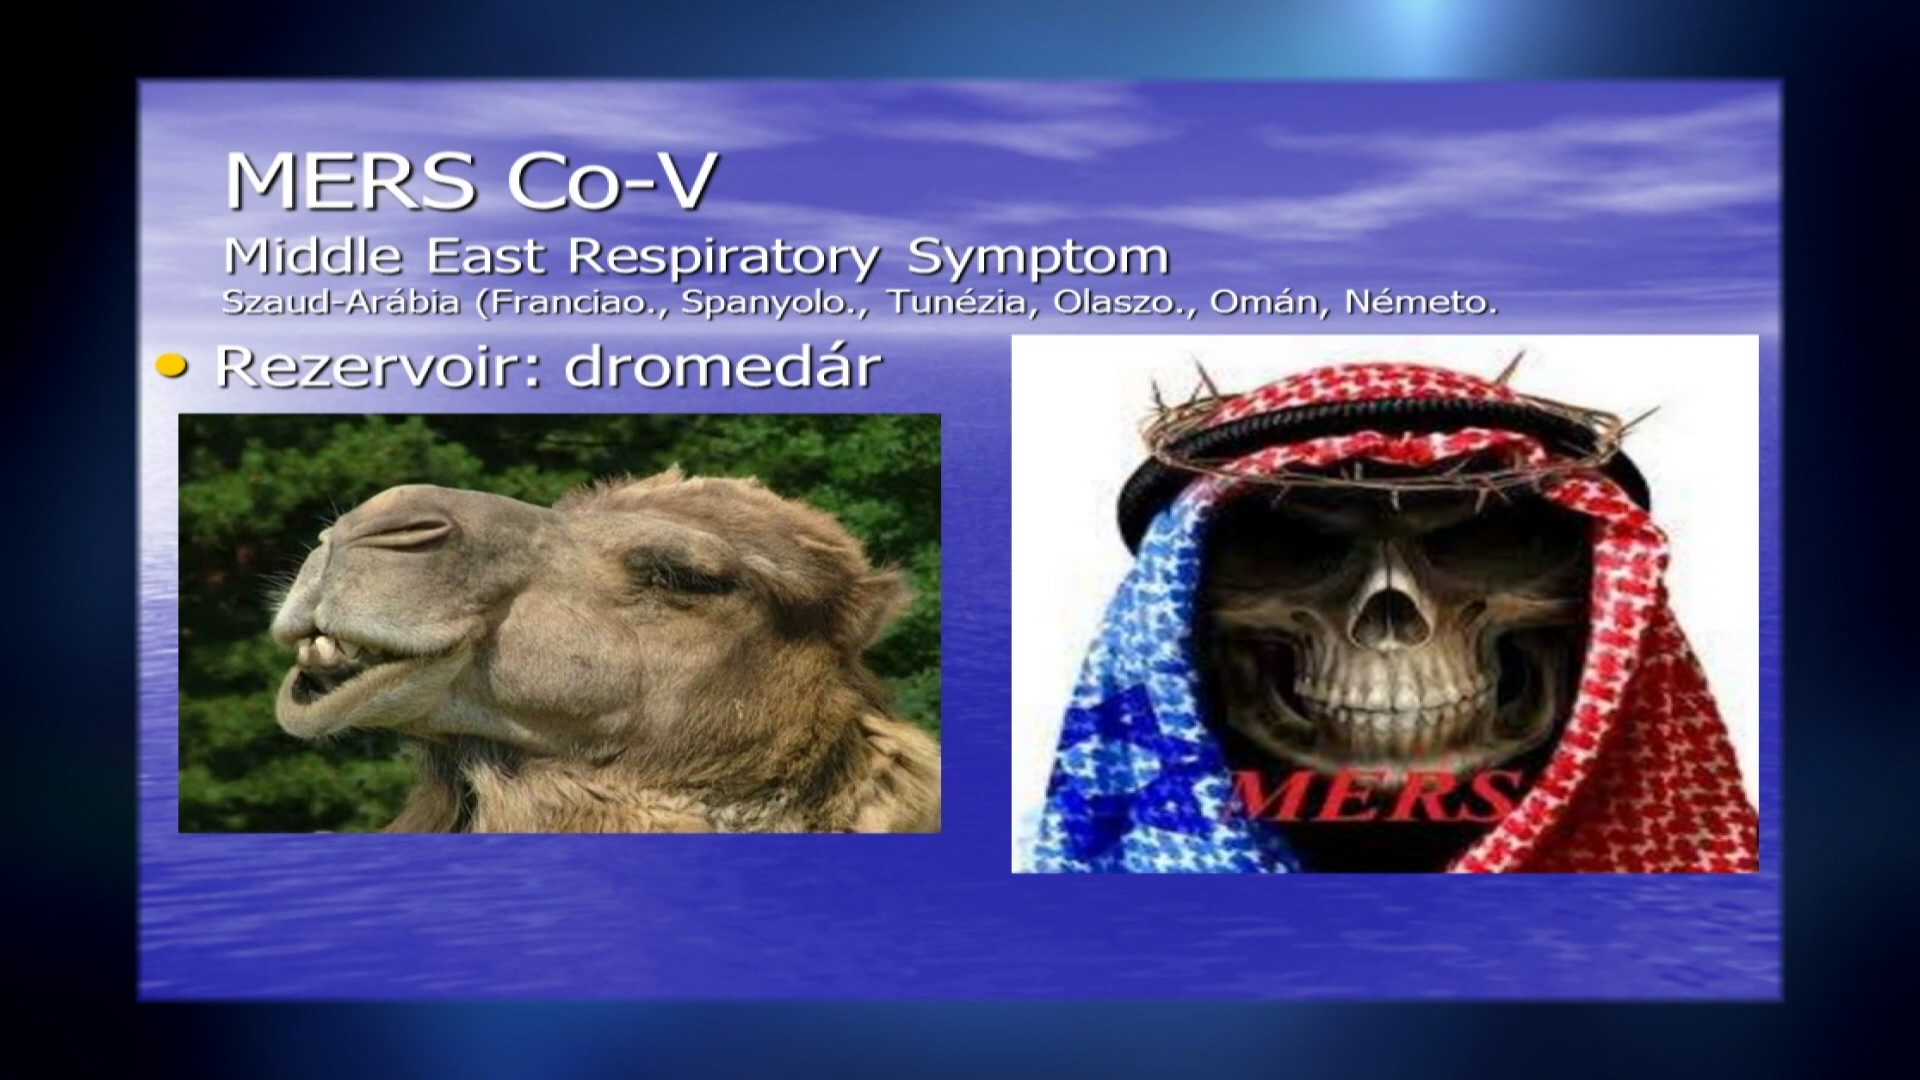 MERS Co-V
Middle East Respiratory Symptom
Szaud-Arábia (Franciao., Spanyolo., Tunézia, Olaszo., Omán, Németo.
Rezervoir: dromedár
MERS